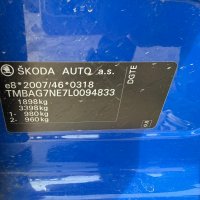 ŠKODA AUTO a.s.
e8*2007/46*0318
TMBAG7NE7L0094833
1898kg
3398kg
1- 980kg
2- 960kg
DGTE